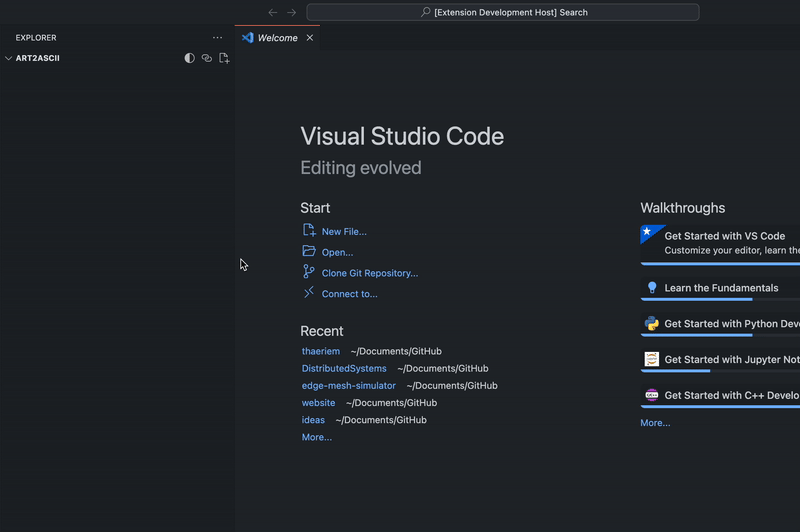 [Extension Development Host] Search
EXPLORER
Welcome
ART2ASCII
Visual Studio Code
Editing evolved
Start
New File...
Open...
Clone Git Repository...
Connect to...
Recent
thaeriem ~/Documents/GitHub
DistributedSystems ~/Documents/GitHub
edge-mesh-simulator ~/Documents/GitHub
website ~/Documents/GitHub
ideas ~/Documents/GitHub
More...
Walkthroughs
Get Started with VS Code
Customize your editor, learn the
Learn the Fundamentals
Get Started with Python Deve
Get Started with Jupyter Not
Get Started with C++ Develo
More...